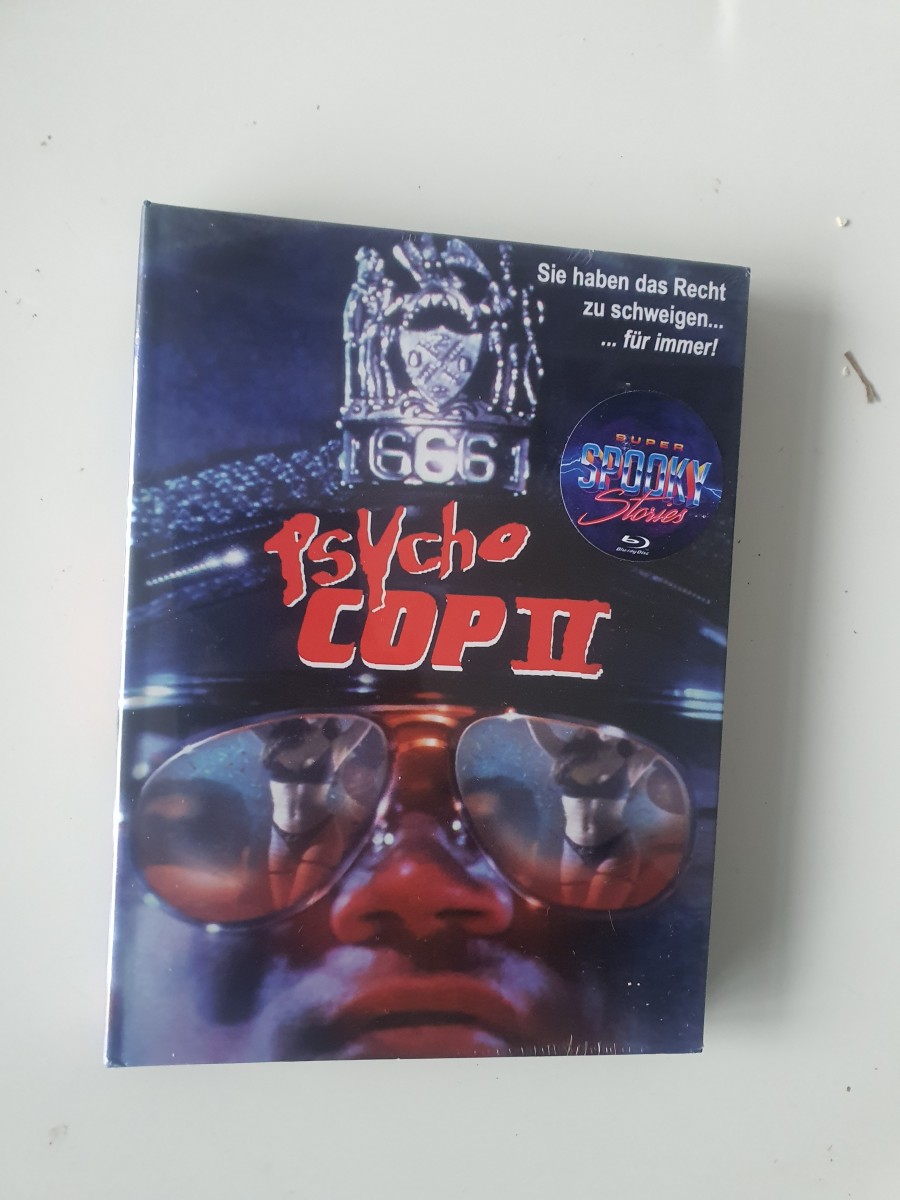 Sie haben das Recht
zu schweigen...
... für immer!
666
SUPER
SPOOKY
Stories
Blu-ray Disc
Psycho
COP II